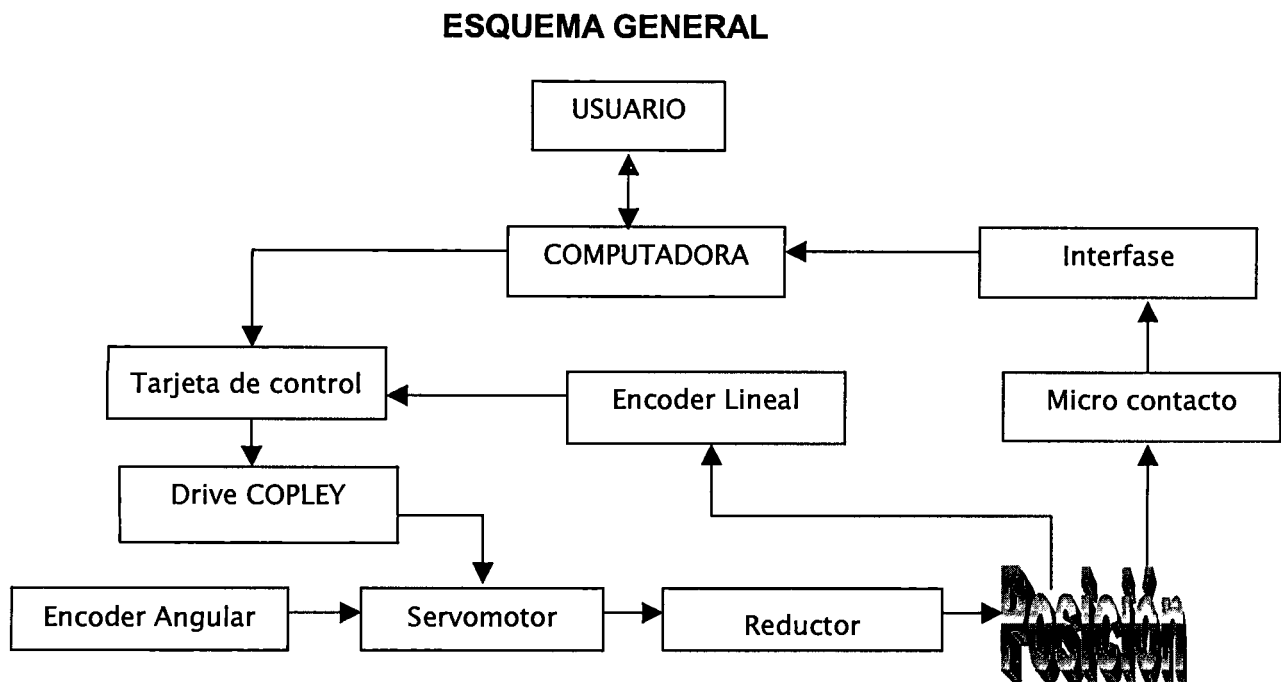 ESQUEMA GENERAL
USUARIO
COMPUTADORA
Interfase
Tarjeta de control
Encoder Lineal
Micro contacto
Drive COPLEY
Encoder Angular
Servomotor
Reductor
Posición